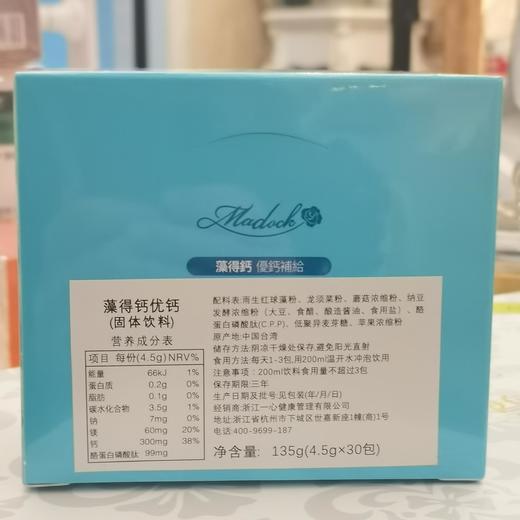 Madock
藻得鈣 優鈣補給
藻得钙优钙
(固体饮料)
营养成分表
项目 每份(4.5g) NRV%
能量 66kJ 1%
蛋白质 0.2g 0%
脂肪 0.1g 0%
碳水化合物 3.5g 1%
钠 7mg 0%
镁 60mg 20%
钙 300mg 38%
酪蛋白磷酸肽 99mg
配料表:雨生红球藻粉、龙须菜粉、蘑菇浓缩粉、纳豆
发酵浓缩粉（大豆、食醋、酿造酱油、食用盐）、酪
蛋白磷酸肽(C.P.P)、低聚异麦芽糖、苹果浓缩粉
原产地:中国台湾
储存方法:阴凉干燥处保存,避免阳光直射
食用方法:每天1-3包,用200ml温开水冲泡饮用
注意事项：200ml饮料食用量不超过3包
保存期限:三年
生产日期及批号:见包装(年/月/日)
经销商:浙江一心健康管理有限公司
地址:浙江省杭州市下城区世嘉新座1幢(高)1号
电话：400-9699-187
净含量: 135g(4.5g×30包)